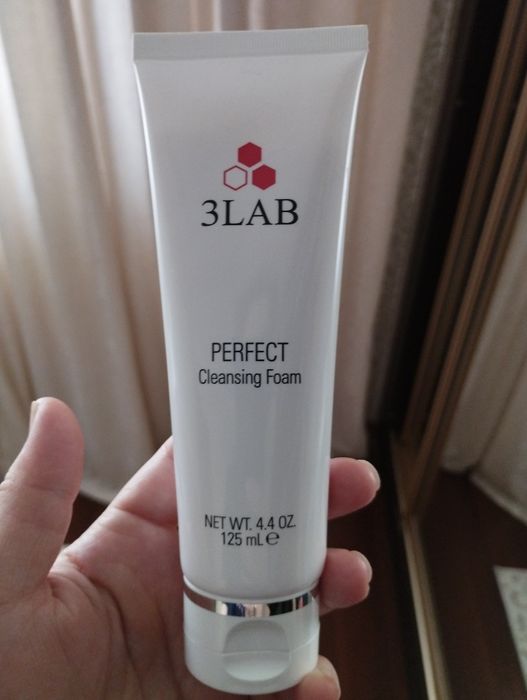 3LAB
PERFECT
Cleansing Foam
NET WT. 4.4 OZ.
125 mL ℮